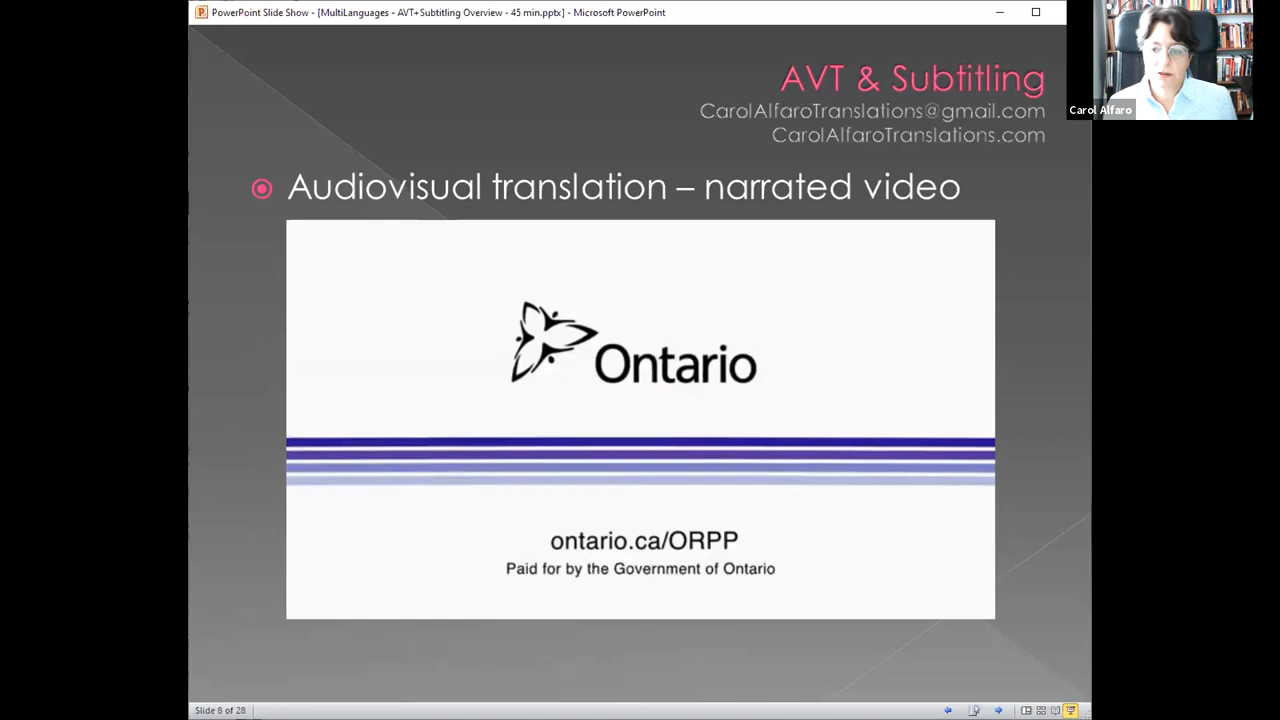 PowerPoint Slide Show - [MultiLanguages - AVT+Subtitling Overview - 45 min.pptx] - Microsoft PowerPoint
AVT & Subtitling
CarolAlfaroTranslations@gmail.com
CarolAlfaroTranslations.com
Carol Alfaro
Audiovisual translation – narrated video
Ontario
ontario.ca/ORPP
Paid for by the Government of Ontario
Slide 8 of 28